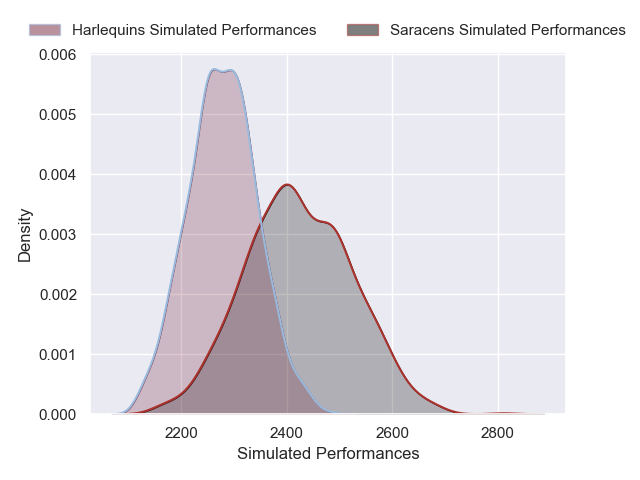 Harlequins Simulated Performances
Saracens Simulated Performances
0.006
0.005
0.004
0.003
0.002
0.001
0.000
Density
2200
2400
2600
2800
Simulated Performances